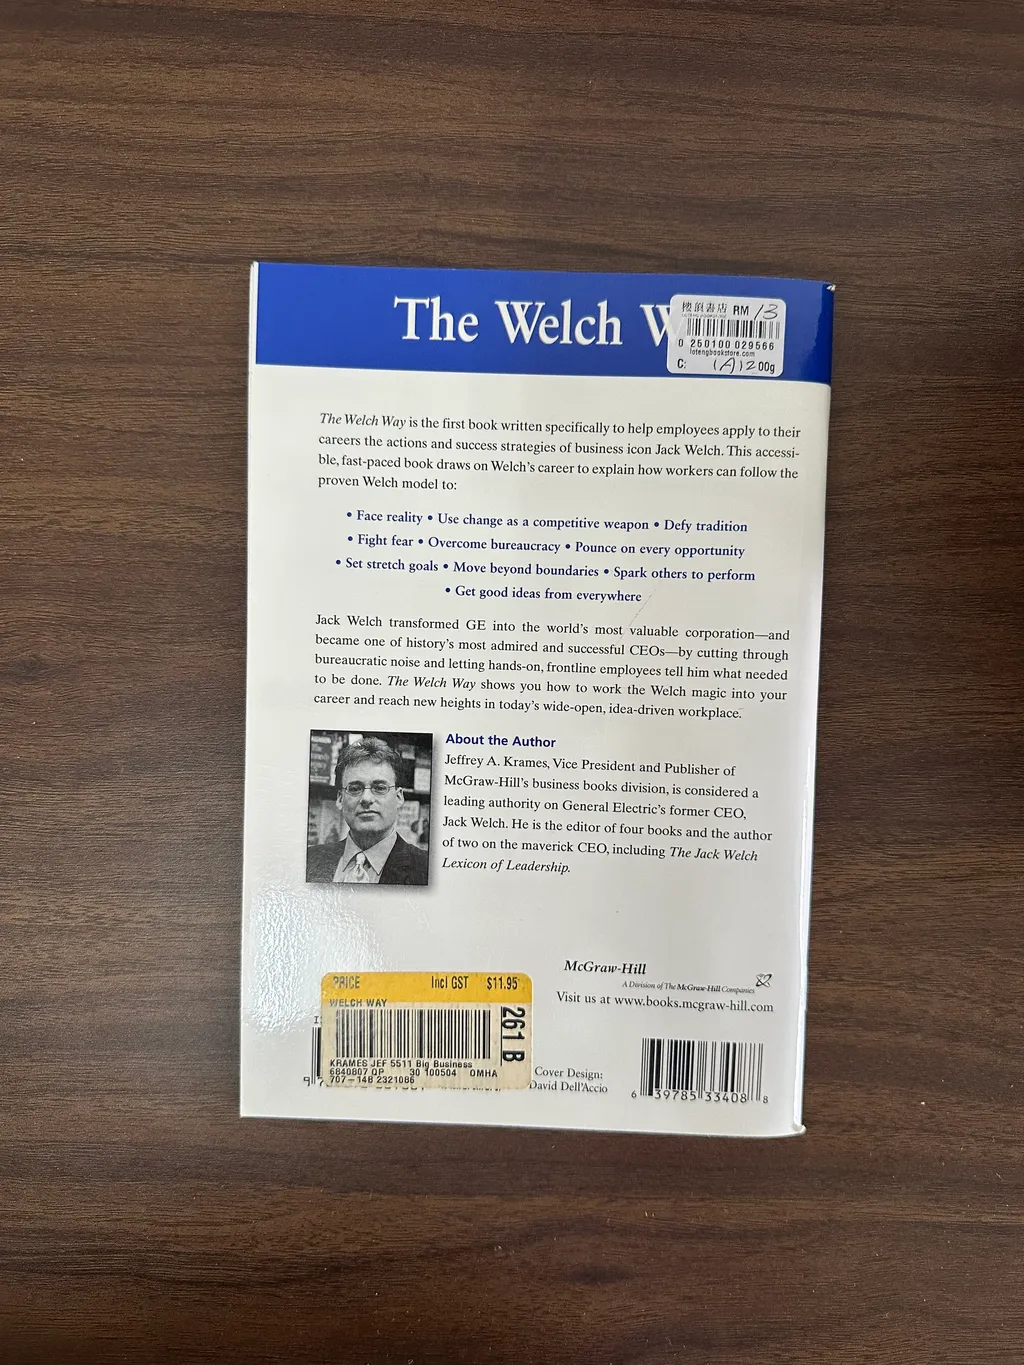 The Welch W
樓頂書店 RM 13
0 250100 029566
lotengbookstore.com
C: (A) 1200g
The Welch Way is the first book written specifically to help employees apply to their
careers the actions and success strategies of business icon Jack Welch. This accessi-
ble, fast-paced book draws on Welch's career to explain how workers can follow the
proven Welch model to:
• Face reality • Use change as a competitive weapon • Defy tradition
• Fight fear • Overcome bureaucracy • Pounce on every opportunity
• Set stretch goals • Move beyond boundaries • Spark others to perform
• Get good ideas from everywhere
Jack Welch transformed GE into the world's most valuable corporation—and
became one of history's most admired and successful CEOs—by cutting through
bureaucratic noise and letting hands-on, frontline employees tell him what needed
to be done. The Welch Way shows you how to work the Welch magic into your
career and reach new heights in today's wide-open, idea-driven workplace.
About the Author
Jeffrey A. Krames, Vice President and Publisher of
McGraw-Hill's business books division, is considered a
leading authority on General Electric's former CEO,
Jack Welch. He is the editor of four books and the author
of two on the maverick CEO, including The Jack Welch
Lexicon of Leadership.
McGraw-Hill
A Division of The McGraw-Hill Companies
Visit us at www.books.mcgraw-hill.com
PRICE Incl GST $11.95
WELCH WAY
261 B
KRAMES JEF 5511 Big Business
6840807 QP 30 100504 OMHA
707-14B 2321086
Cover Design:
David Dell'Accio
6 39785 33408 8